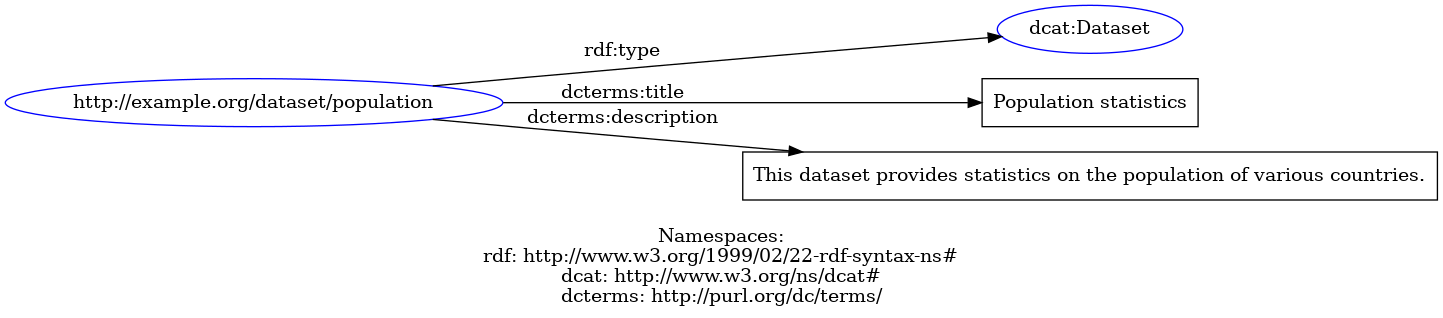 dcat:Dataset
rdf:type
http://example.org/dataset/population
dcterms:title
Population statistics
dcterms:description
This dataset provides statistics on the population of various countries.
Namespaces:
rdf: http://www.w3.org/1999/02/22-rdf-syntax-ns#
dcat: http://www.w3.org/ns/dcat#
dcterms: http://purl.org/dc/terms/